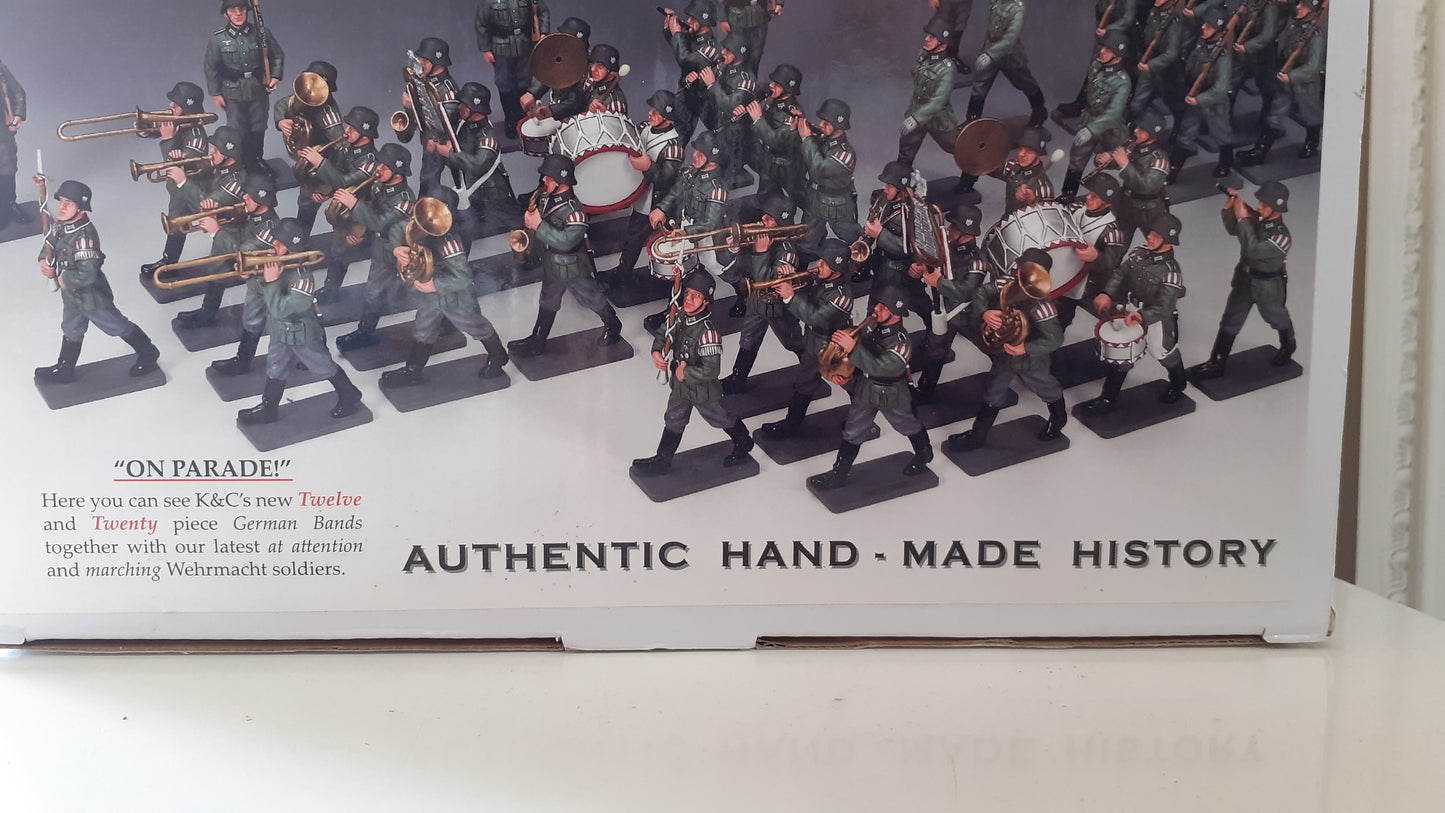 “ON PARADE!”
Here you can see K&C’s new Twelve
and Twenty piece German Bands
together with our latest at attention
and marching Wehrmacht soldiers.
AUTHENTIC HAND - MADE HISTORY